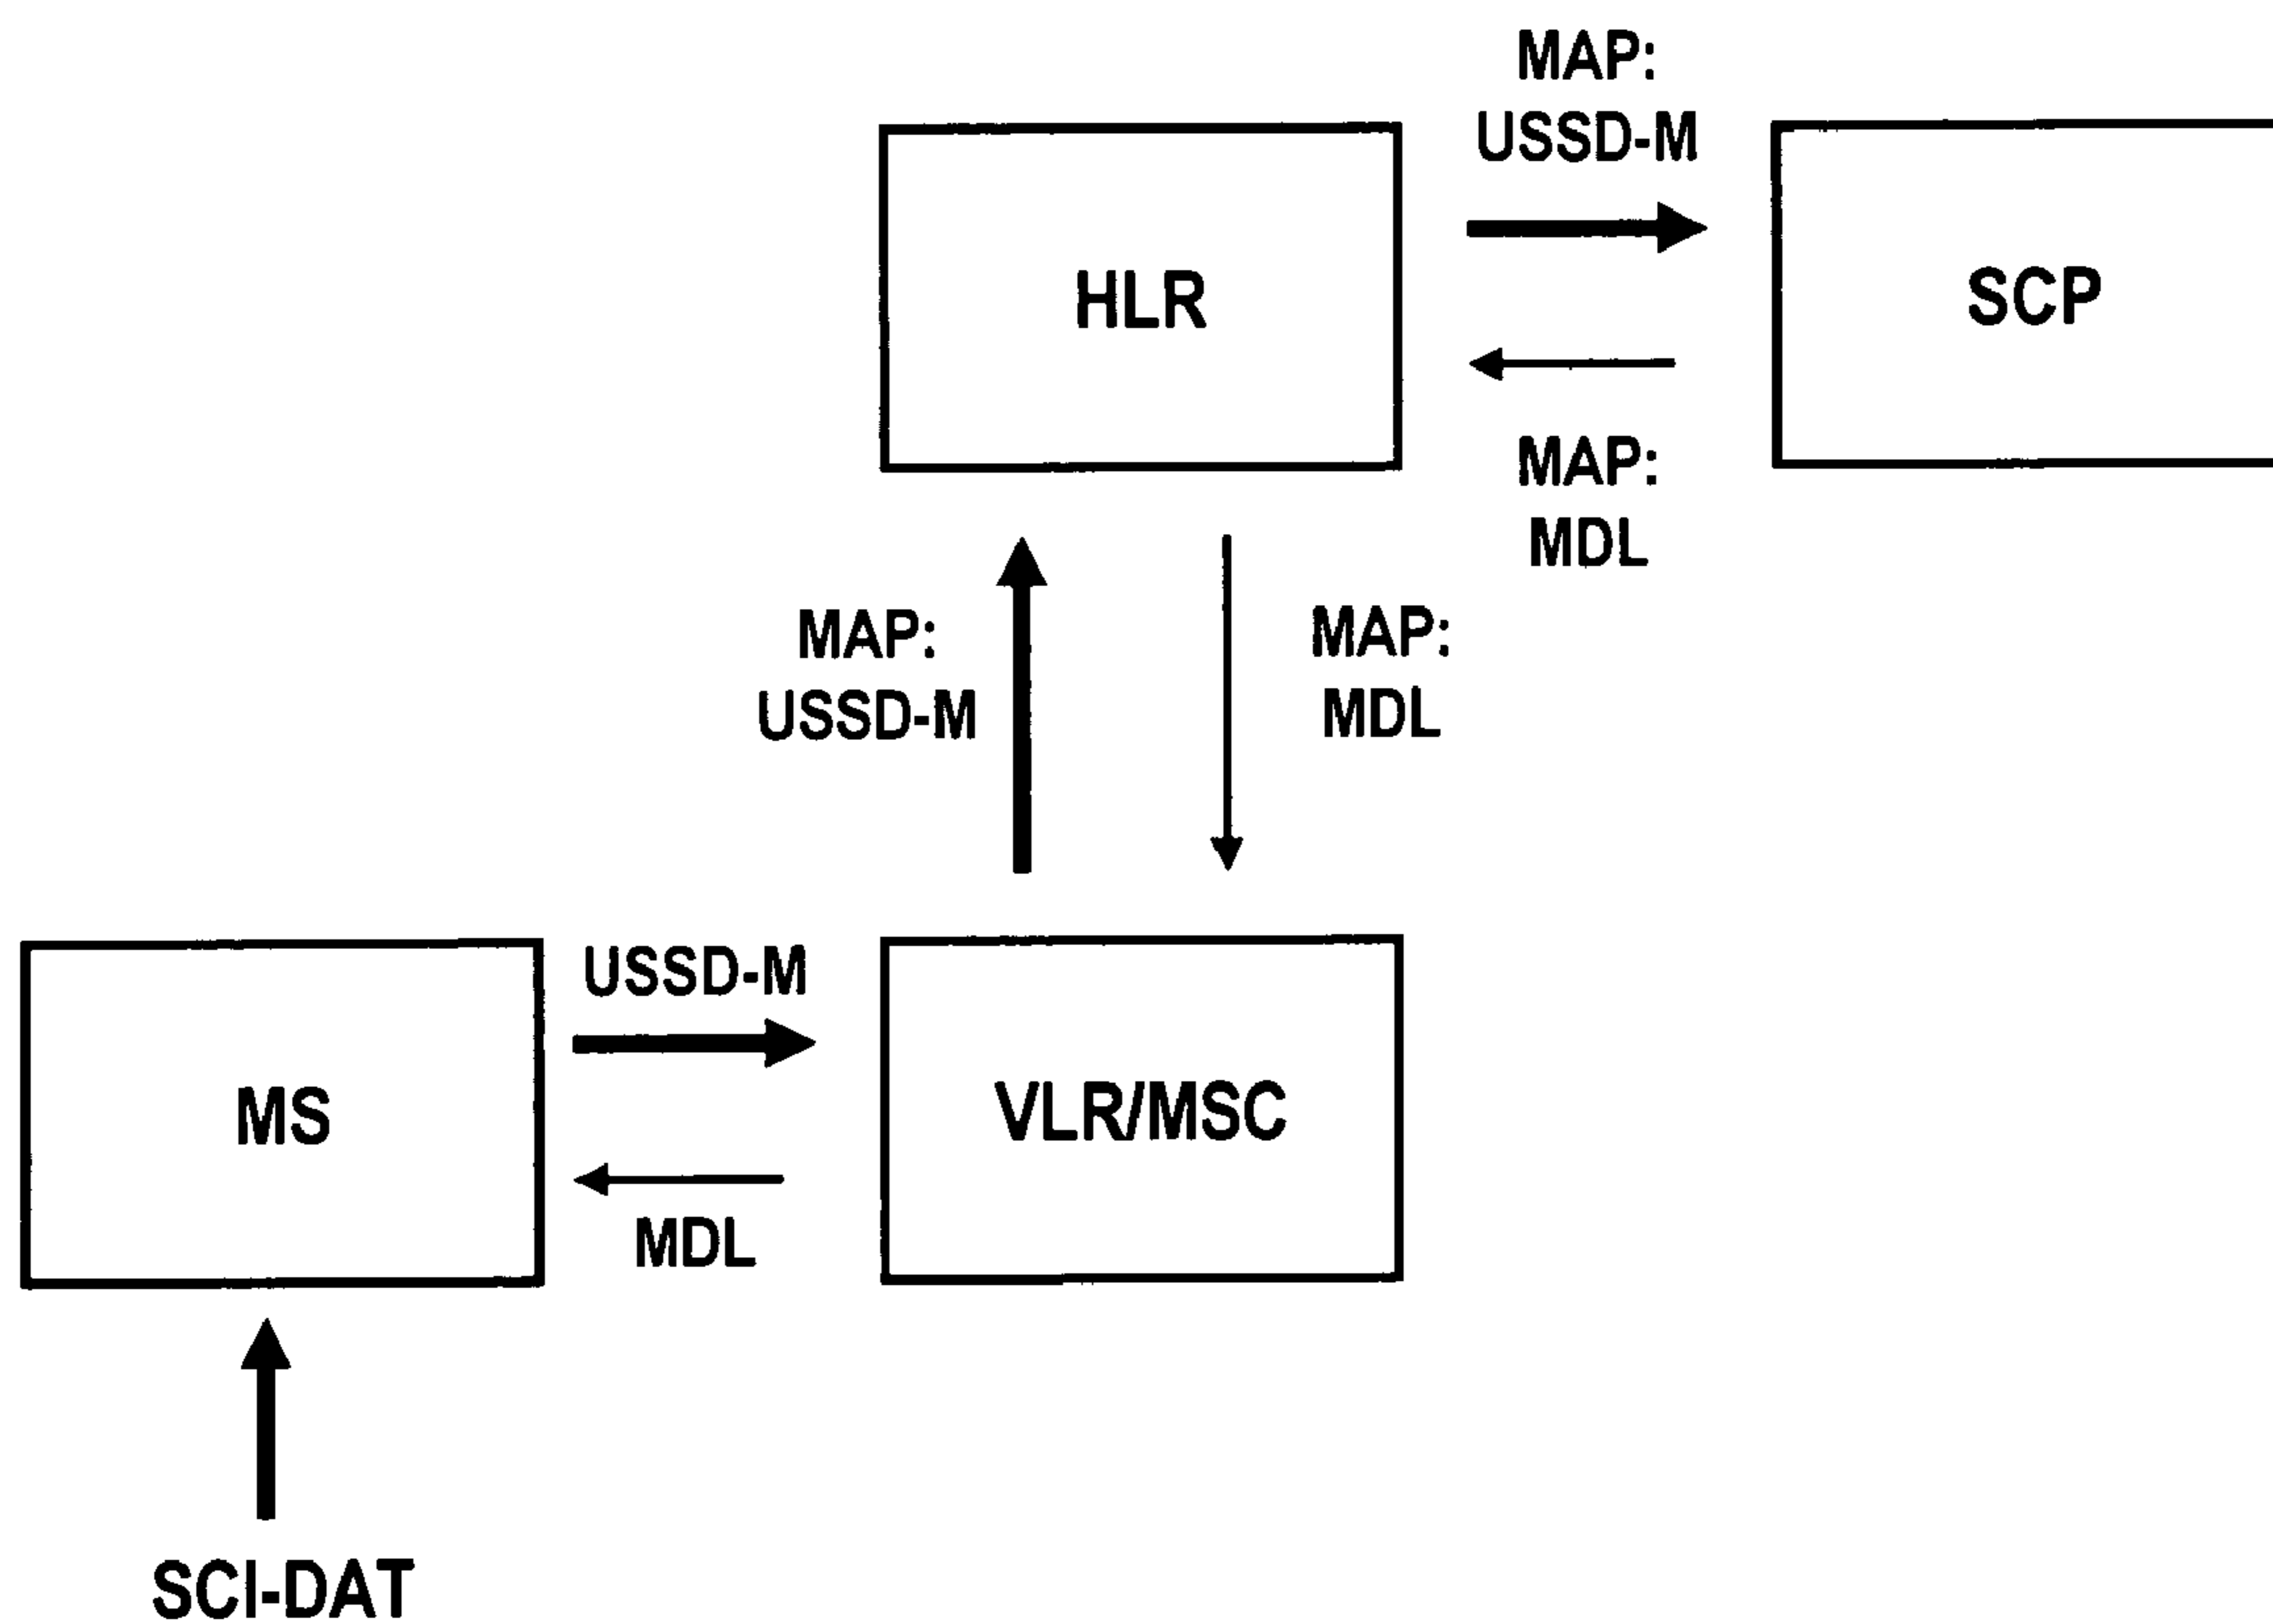 MAP:
USSD-M
HLR
SCP
MAP:
MDL
MAP:
USSD-M
MAP:
MDL
USSD-M
MS
VLR/MSC
MDL
SCI-DAT